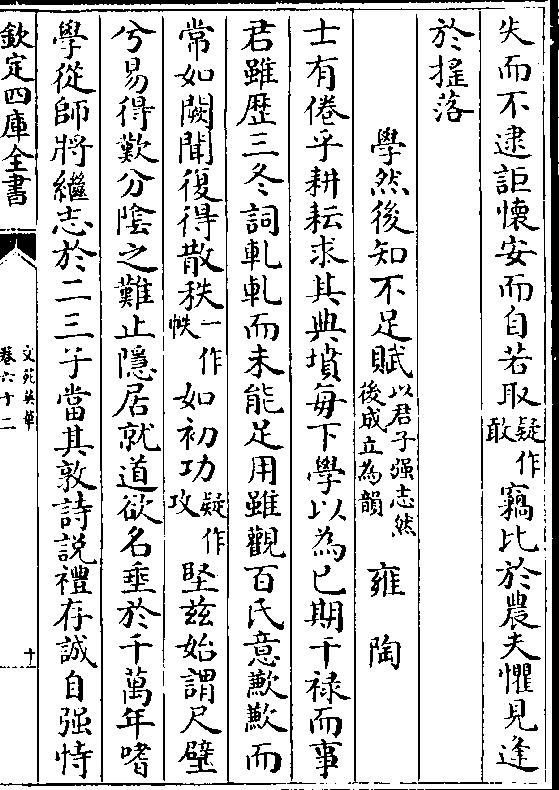 失而不逮詎懷安而自若取疑作敢竊比於農夫懼見逢
於揺落
學然後知不足賦以君子强志然後成立為韻 雍陶
士有倦乎耕耘求其典墳毎下學以為已期干禄而事
君雖歴三冬詞軋軋而未能足用雖觀百氏意歉歉而
常如闕聞復得散秩一作帙如初功疑作攻堅兹始謂尺璧
兮易得歎分陰之難止隱居就道欲名垂於千萬年嗜
學從師將繼志於二三子當其敦詩説禮存誠自强恃
欽定四庫全書
文苑英華
卷六十二
十